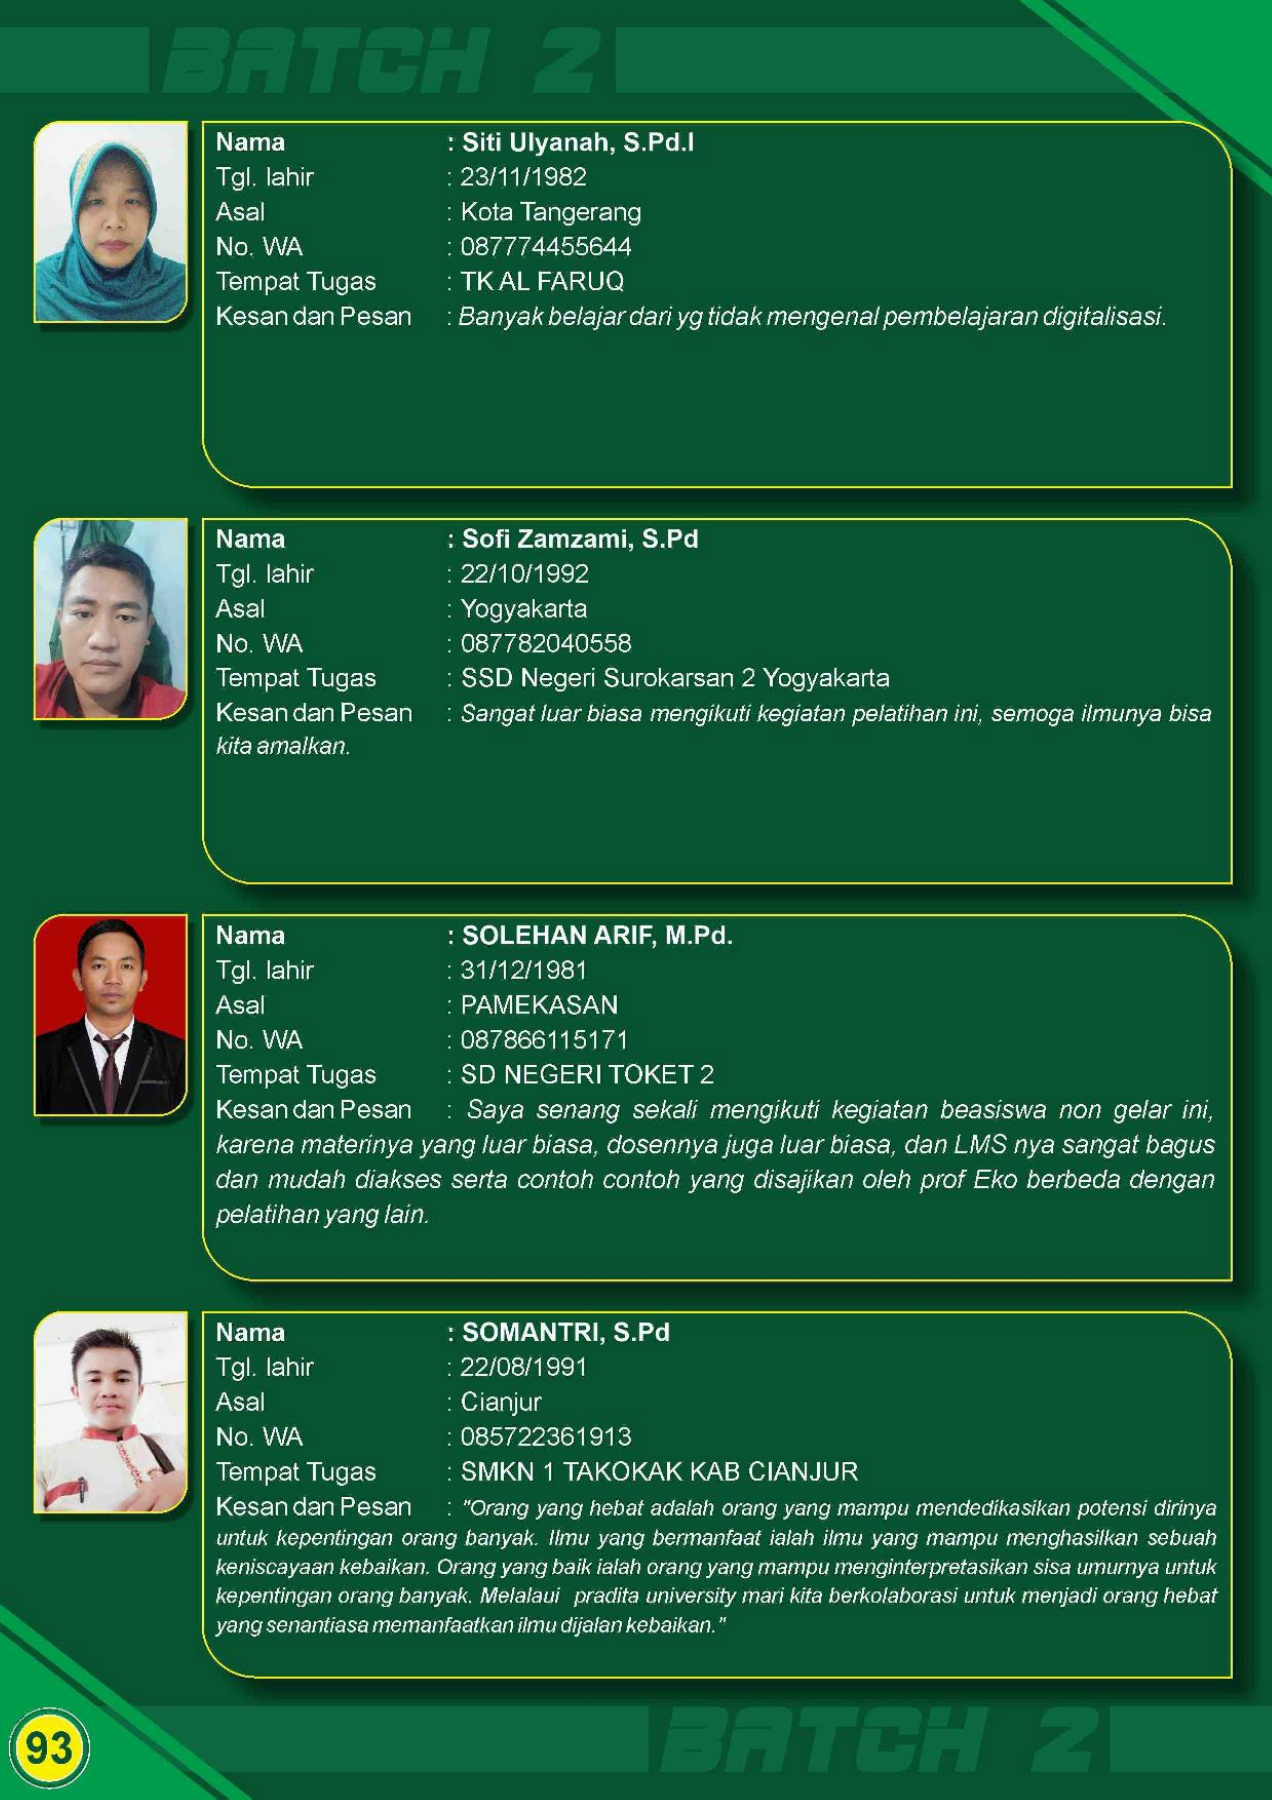 BATCH 2
Nama : Siti Ulyanah, S.Pd.I
Tgl. lahir : 23/11/1982
Asal : Kota Tangerang
No. WA : 087774455644
Tempat Tugas : TK AL FARUQ
Kesan dan Pesan : Banyak belajar dari yg tidak mengenal pembelajaran digitalisasi.
Nama : Sofi Zamzami, S.Pd
Tgl. lahir : 22/10/1992
Asal : Yogyakarta
No. WA : 087782040558
Tempat Tugas : SSD Negeri Surokarsan 2 Yogyakarta
Kesan dan Pesan : Sangat luar biasa mengikuti kegiatan pelatihan ini, semoga ilmunya bisa
kita amalkan.
Nama : SOLEHAN ARIF, M.Pd.
Tgl. lahir : 31/12/1981
Asal : PAMEKASAN
No. WA : 087866115171
Tempat Tugas : SD NEGERI TOKET 2
Kesan dan Pesan : Saya senang sekali mengikuti kegiatan beasiswa non gelar ini,
karena materinya yang luar biasa, dosennya juga luar biasa, dan LMS nya sangat bagus
dan mudah diakses serta contoh contoh yang disajikan oleh prof Eko berbeda dengan
pelatihan yang lain.
Nama : SOMANTRI, S.Pd
Tgl. lahir : 22/08/1991
Asal : Cianjur
No. WA : 085722361913
Tempat Tugas : SMKN 1 TAKOKAK KAB CIANJUR
Kesan dan Pesan : "Orang yang hebat adalah orang yang mampu mendedikasikan potensi dirinya
untuk kepentingan orang banyak. Ilmu yang bermanfaat ialah ilmu yang mampu menghasilkan sebuah
keniscayaan kebaikan. Orang yang baik ialah orang yang mampu menginterpretasikan sisa umurnya untuk
kepentingan orang banyak. Melalaui pradita university mari kita berkolaborasi untuk menjadi orang hebat
yang senantiasa memanfaatkan ilmu dijalan kebaikan."
93
BATCH 2